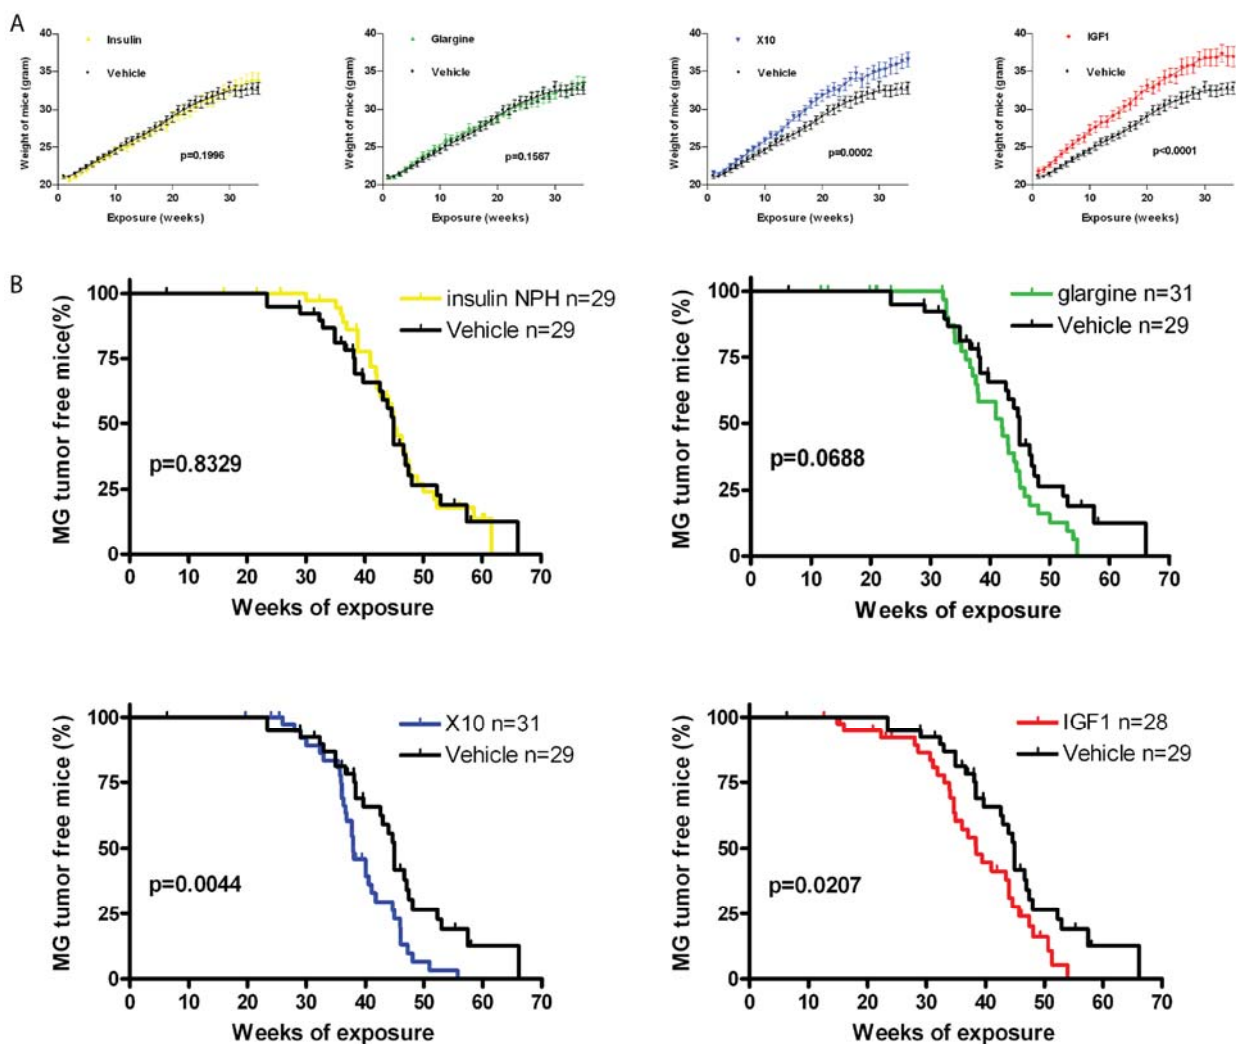 A
Weight of mice (gram)
40
35
30
25
20
Insulin
Vehicle
p=0.1996
0
10
20
30
Exposure (weeks)
Weight of mice (gram)
40
35
30
25
20
Glargine
Vehicle
p=0.1567
0
10
20
30
Exposure (weeks)
Weight of mice (gram)
40
35
30
25
20
X10
Vehicle
p=0.0002
0
10
20
30
Exposure (weeks)
Weight of mice (gram)
40
35
30
25
20
IGF1
Vehicle
p<0.0001
0
10
20
30
Exposure (weeks)
B
MG tumor free mice(%)
100
75
50
25
0
insulin NPH n=29
Vehicle n=29
p=0.8329
0 10 20 30 40 50 60 70
Weeks of exposure
MG tumor free mice (%)
100
75
50
25
0
glargine n=31
Vehicle n=29
p=0.0688
0 10 20 30 40 50 60 70
Weeks of exposure
MG tumor free mice (%)
100
75
50
25
0
X10 n=31
Vehicle n=29
p=0.0044
0 10 20 30 40 50 60 70
Weeks of exposure
MG tumor free mice (%)
100
75
50
25
0
IGF1 n=28
Vehicle n=29
p=0.0207
0 10 20 30 40 50 60 70
Weeks of exposure